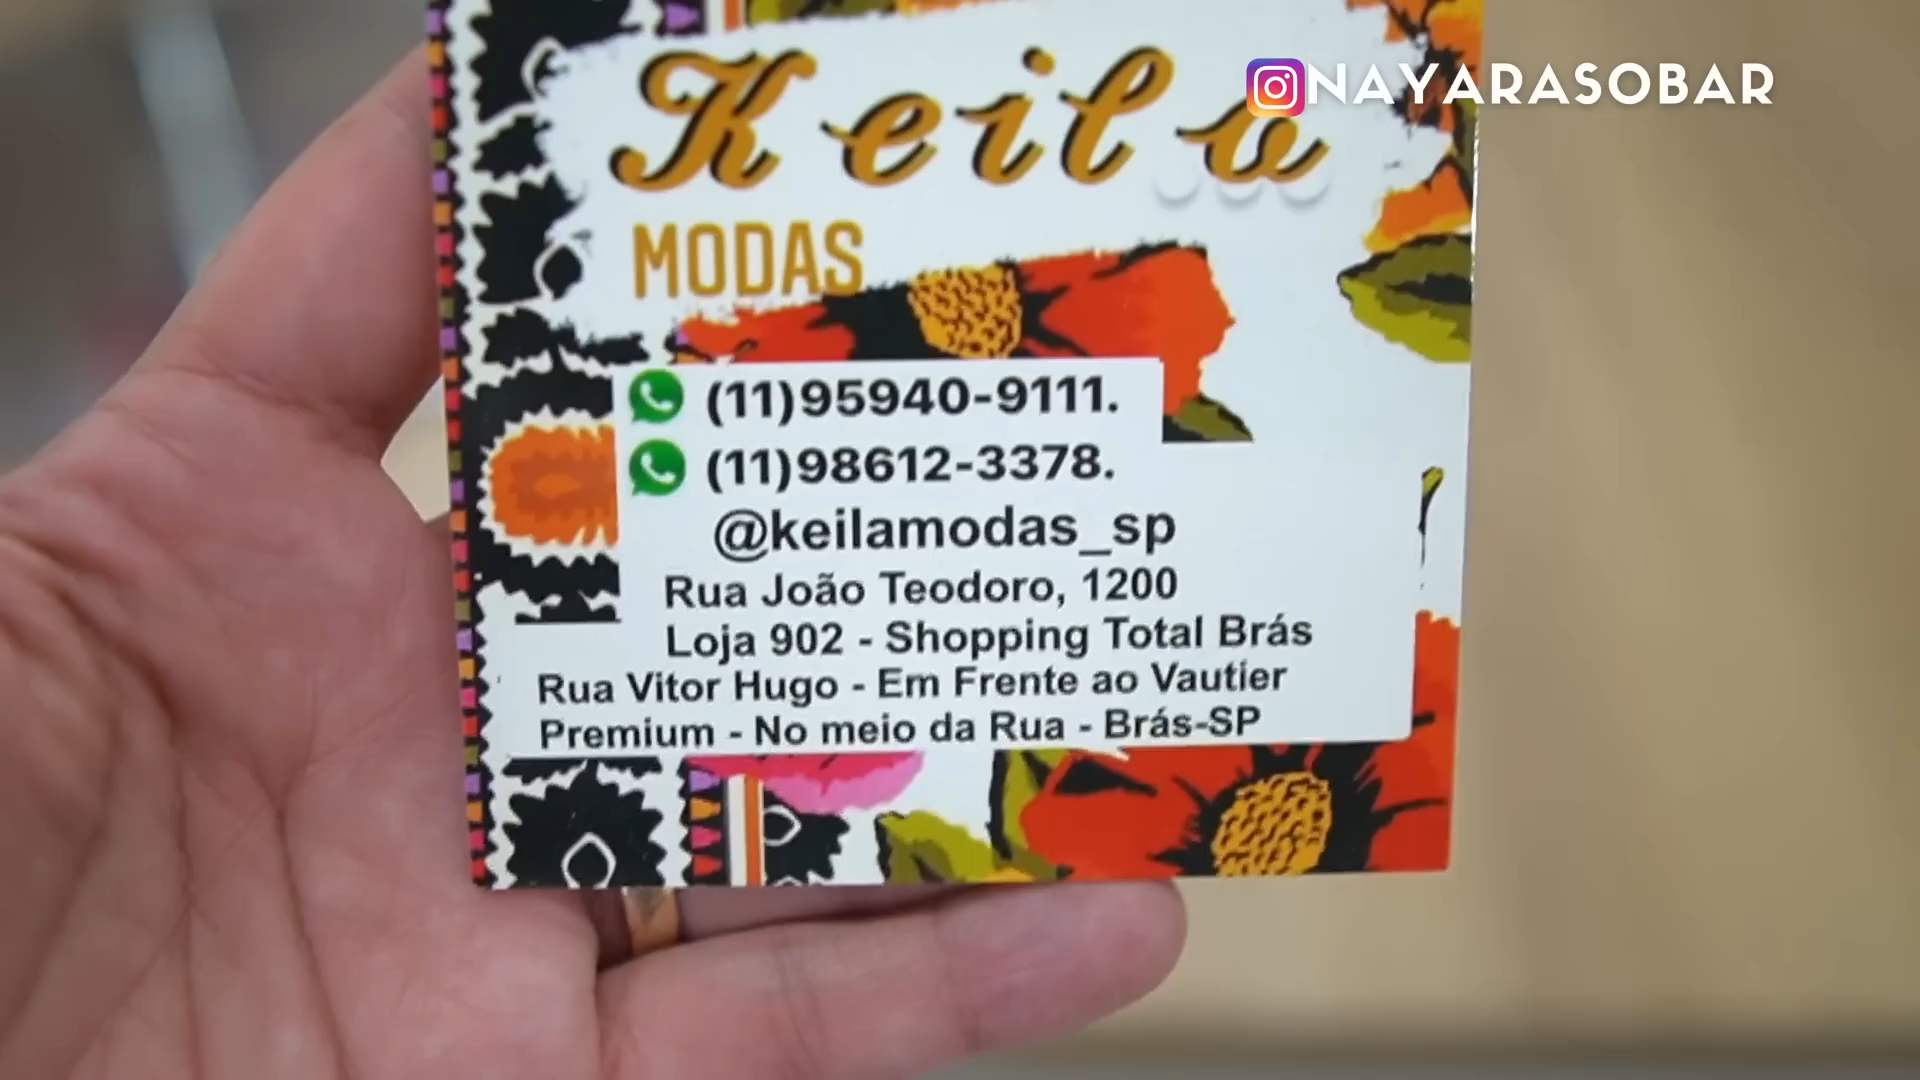 NAYARASOBAR
Keila
MODAS
(11)95940-9111.
(11)98612-3378.
@keilamodas_sp
Rua João Teodoro, 1200
Loja 902 - Shopping Total Brás
Rua Vitor Hugo - Em Frente ao Vautier
Premium - No meio da Rua - Brás-SP